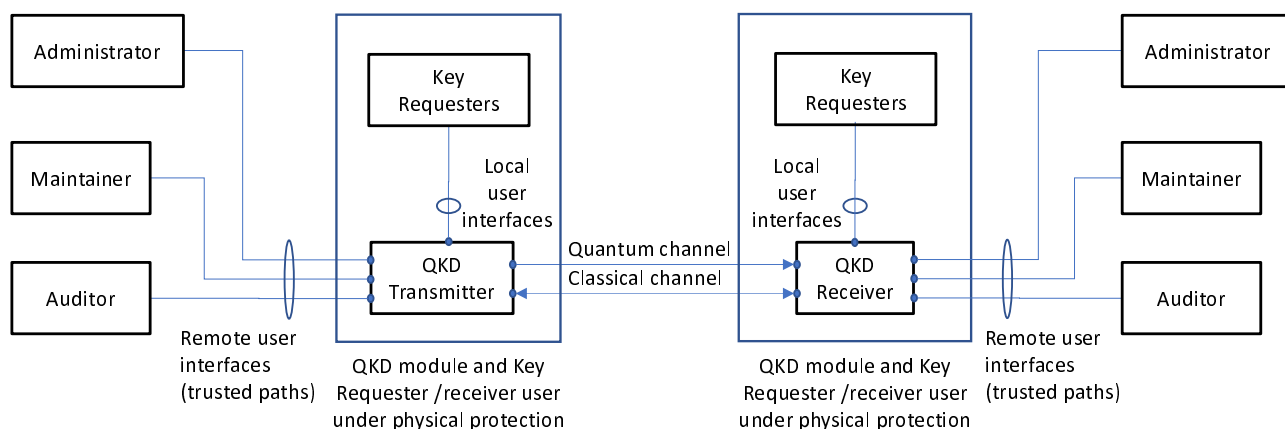 Administrator
Maintainer
Auditor
Remote user
interfaces
(trusted paths)
Key
Requesters
Local
user
interfaces
QKD
Transmitter
QKD module and Key
Requester /receiver user
under physical protection
Quantum channel
Classical channel
Key
Requesters
Local
user
interfaces
QKD
Receiver
QKD module and Key
Requester /receiver user
under physical protection
Administrator
Maintainer
Auditor
Remote user
interfaces
(trusted paths)